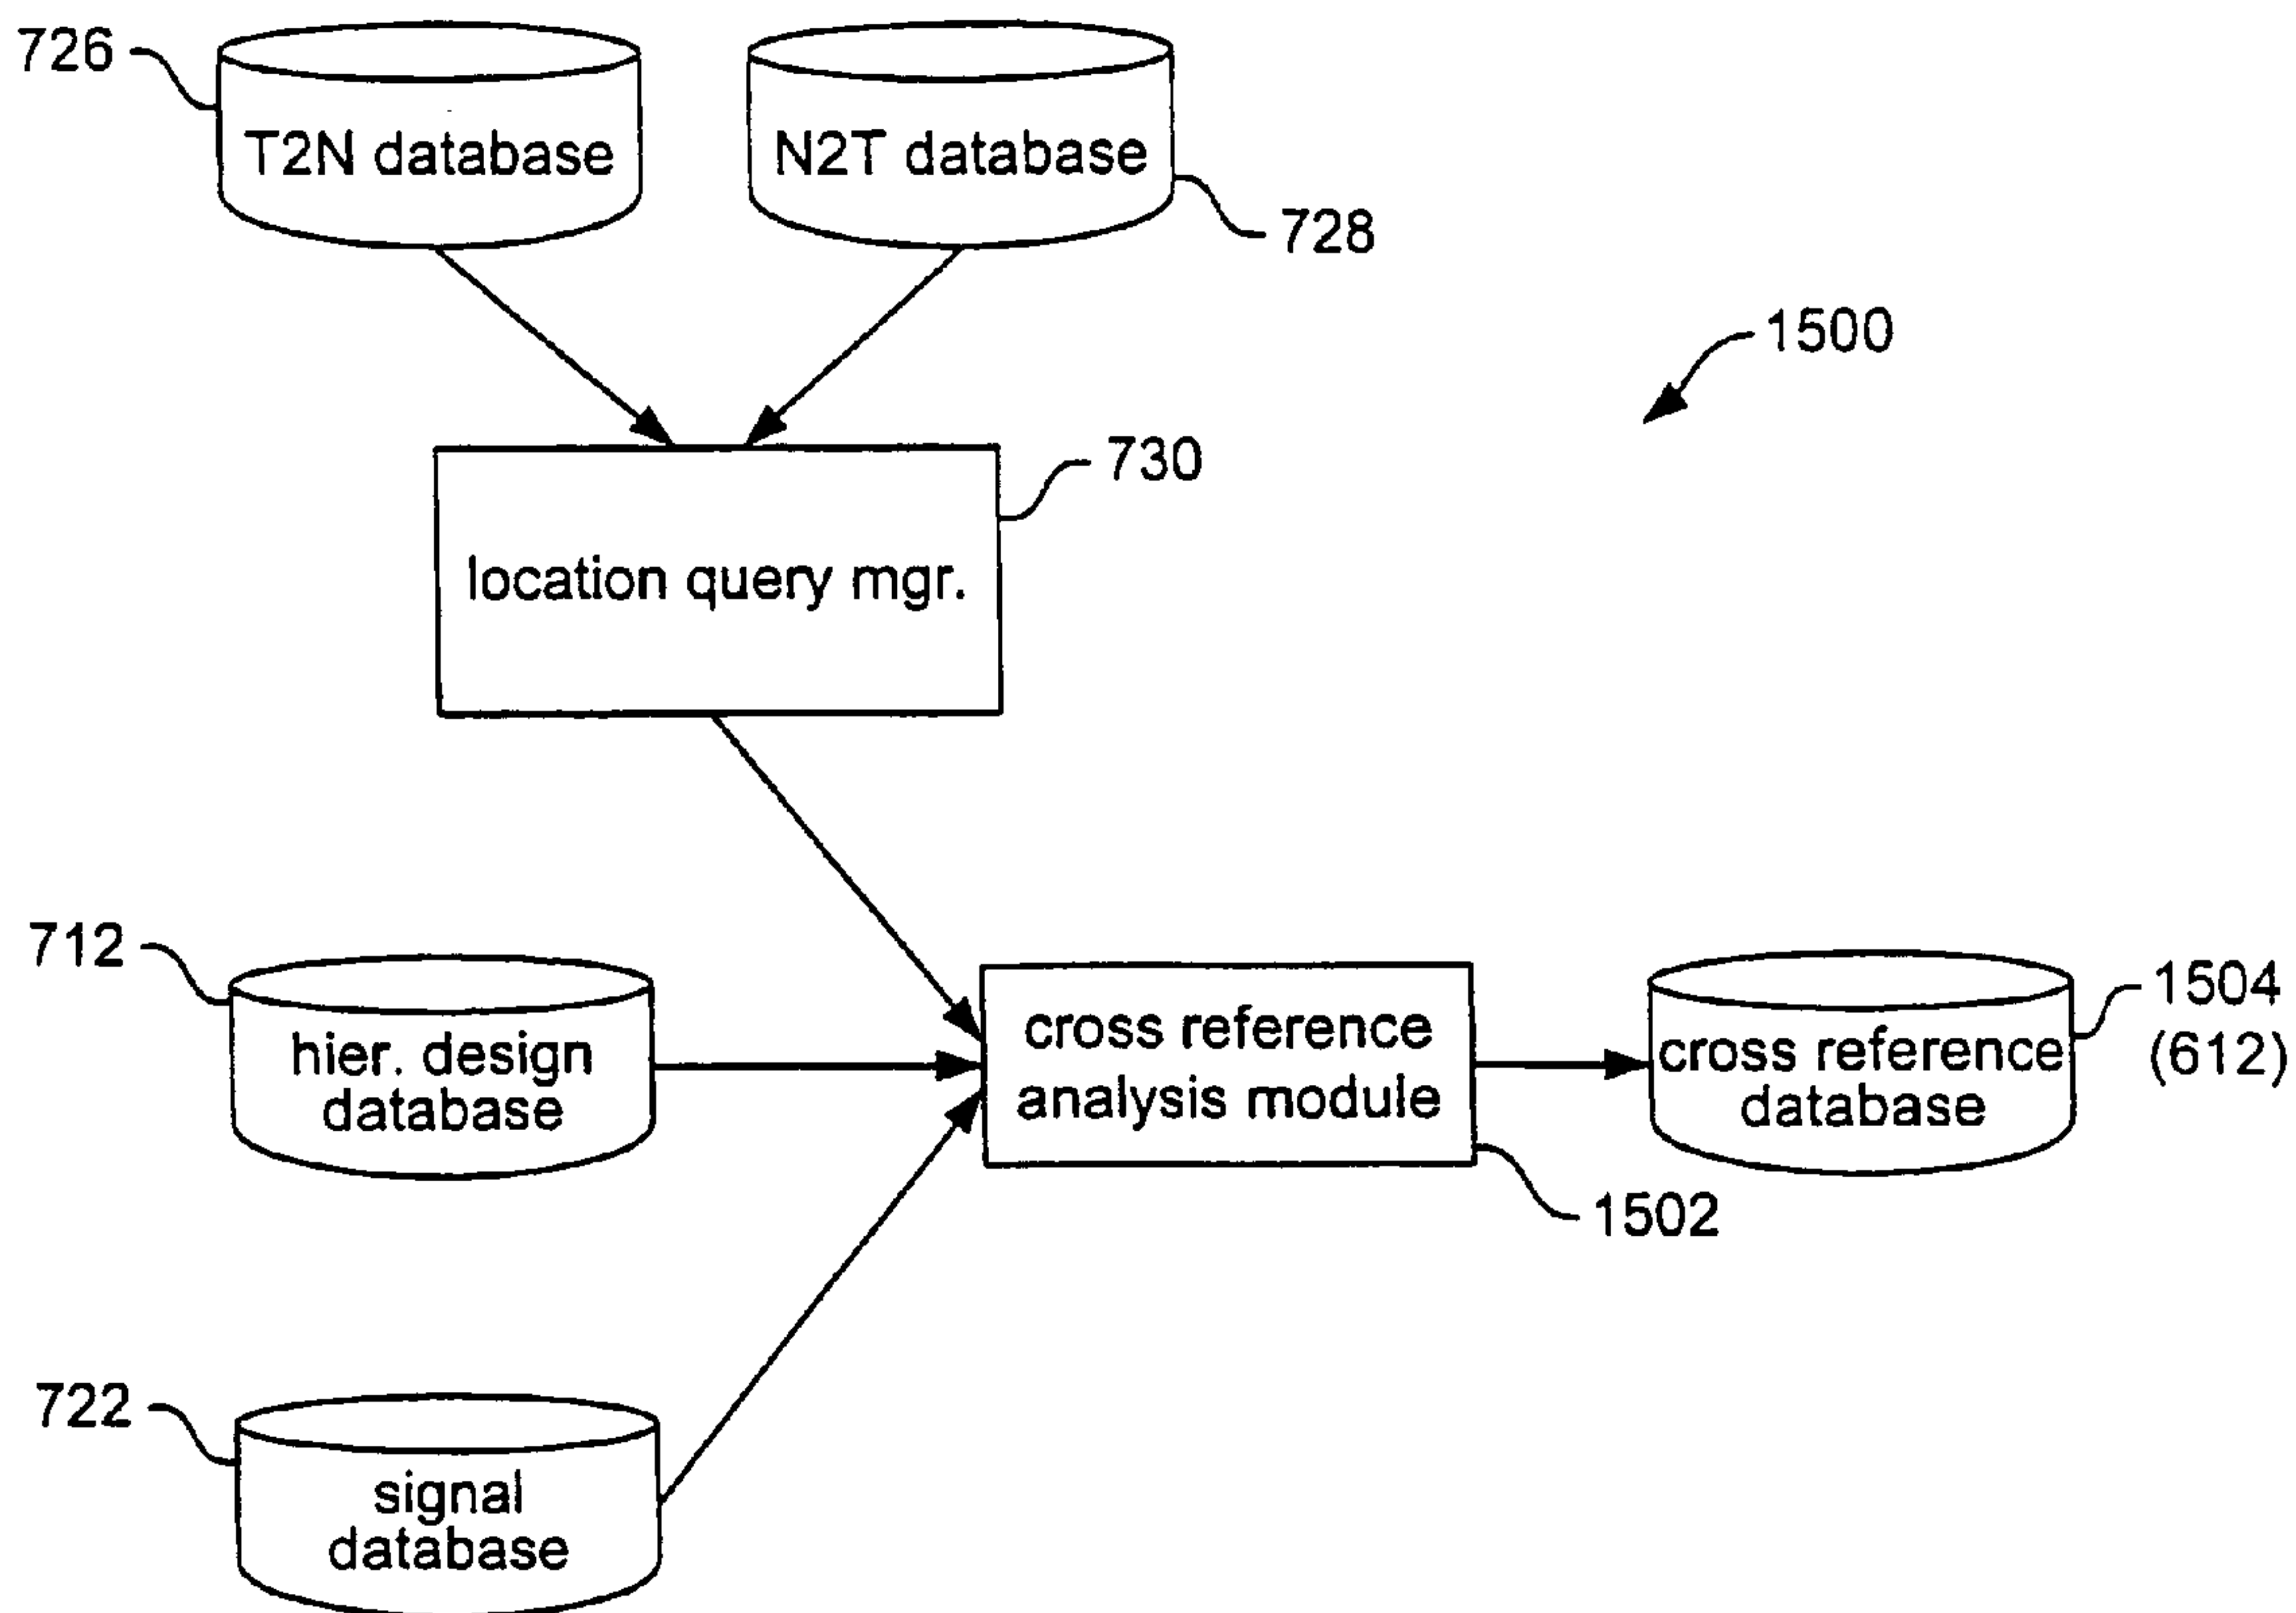 726
T2N database
N2T database
728
1500
730
location query mgr.
712
hier. design
database
cross reference
analysis module
1502
cross reference
database
1504
(612)
722
signal
database